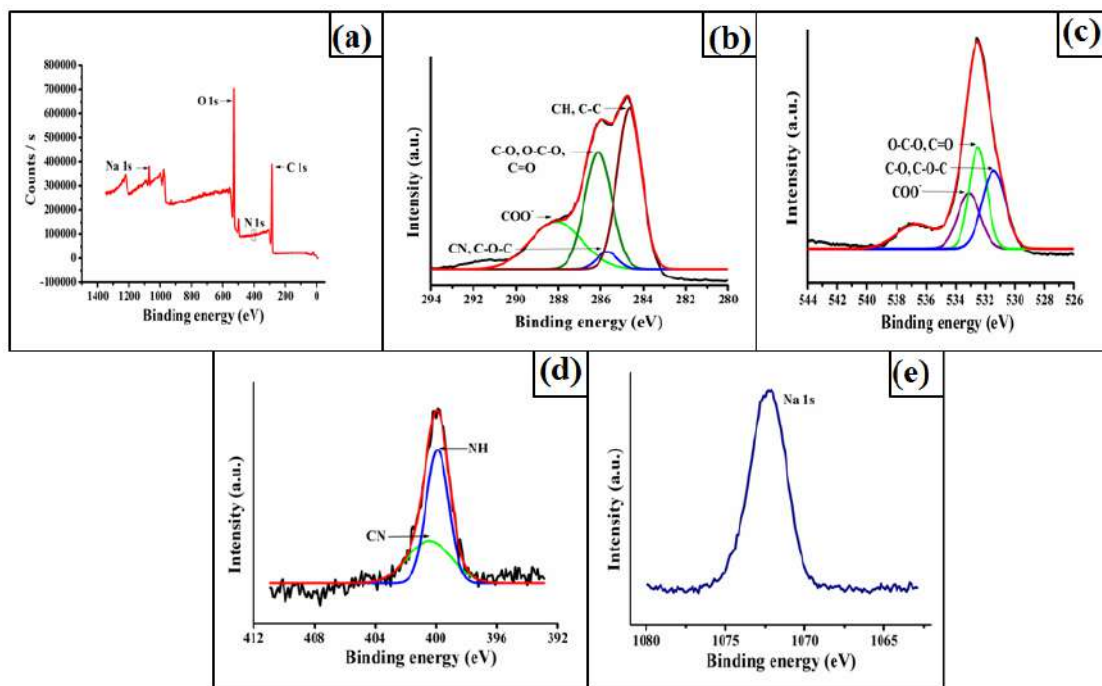 (a)
800000
700000
600000
500000
400000
300000
200000
100000
0
-100000
Counts / s
O 1s
Na 1s
N 1s
C 1s
1400 1200 1000 800 600 400 200 0
Binding energy (eV)
(b)
Intensity (a.u.)
CH, C-C
C-O, O-C-O,
C=O
COO-
CN, C-O-C
294 292 290 288 286 284 282 280
Binding energy (eV)
(c)
Intensity (a.u.)
O-C-O, C=O
C-O, C-O-C
COO-
544 540 536 534 532 531 530 528 526
Binding energy (eV)
(d)
Intensity (a.u.)
NH
CN
412 408 404 400 396 392
Binding energy (eV)
(e)
Intensity (a.u.)
Na 1s
1080 1075 1070 1065
Binding energy (eV)